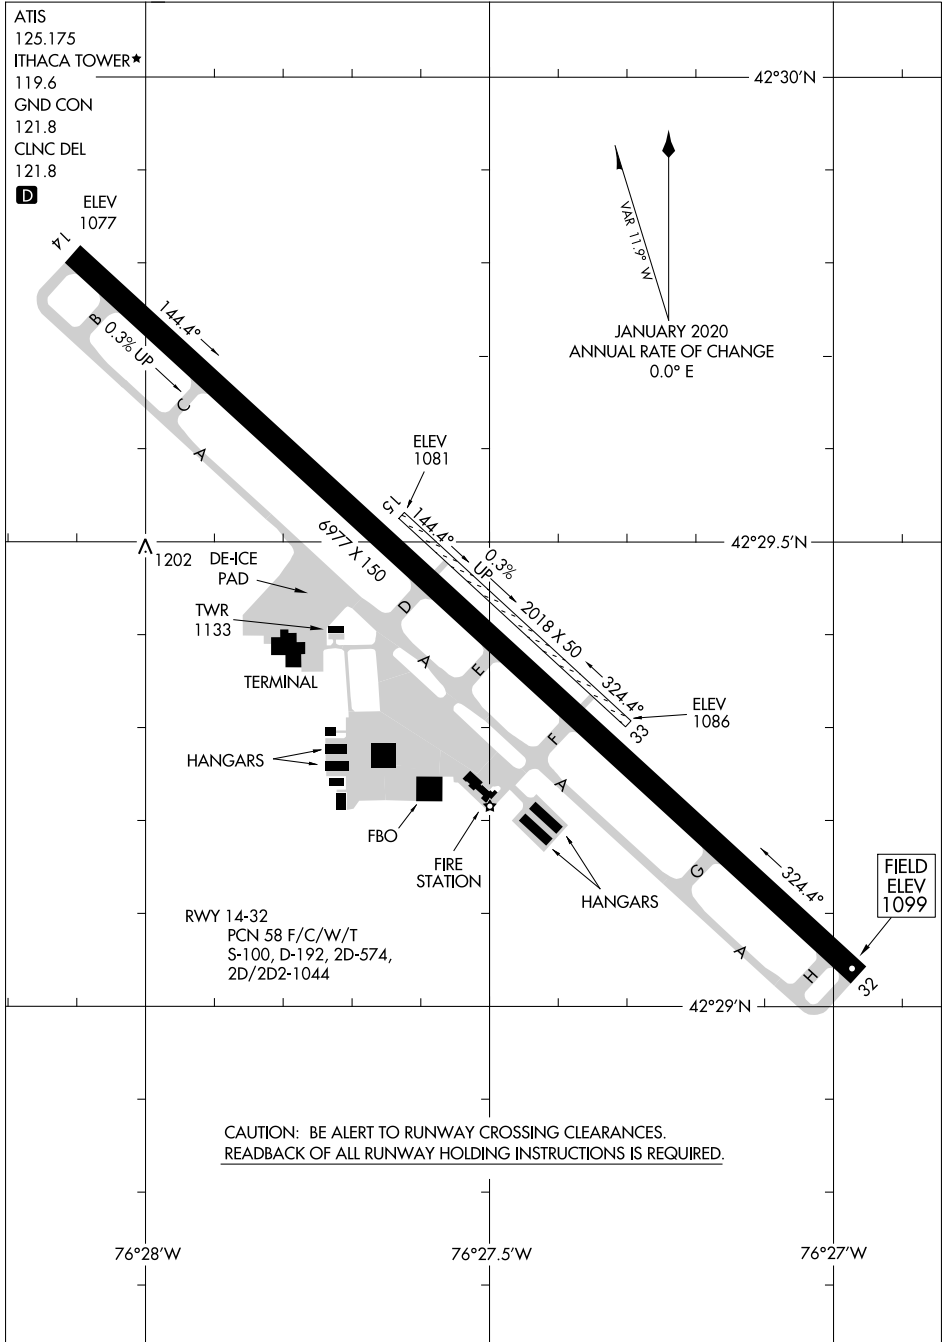 ATIS
125.175
ITHACA TOWER★
119.6
GND CON
121.8
CLNC DEL
121.8
D
42°30'N
ELEV
1077
14
VAR 11.9° W
JANUARY 2020
ANNUAL RATE OF CHANGE
0.0° E
144.4°
B
0.3% UP
C
A
ELEV
1081
15
144.4°
0.3%
UP
42°29.5'N
6977 X 150
2018 X 50
1202
DE-ICE
PAD
TWR
1133
D
A
E
TERMINAL
324.4°
ELEV
1086
33
F
HANGARS
A
FBO
FIRE
STATION
HANGARS
G
324.4°
FIELD
ELEV
1099
RWY 14-32
PCN 58 F/C/W/T
S-100, D-192, 2D-574,
2D/2D2-1044
A
H
32
42°29'N
CAUTION: BE ALERT TO RUNWAY CROSSING CLEARANCES.
READBACK OF ALL RUNWAY HOLDING INSTRUCTIONS IS REQUIRED.
76°28'W
76°27.5'W
76°27'W